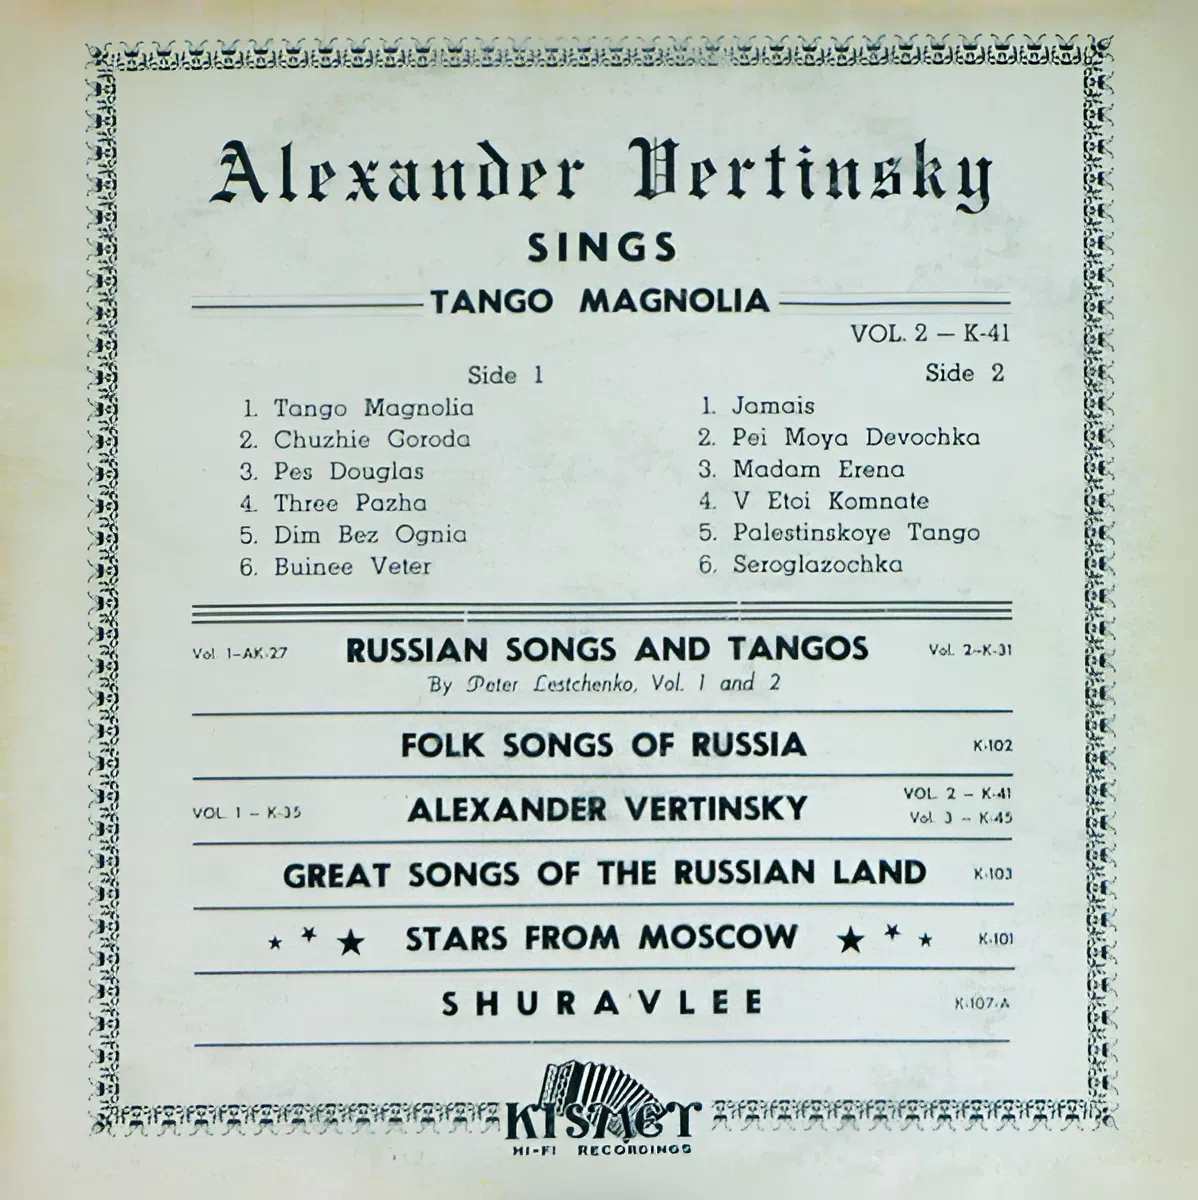 Alexander Vertinsky
SINGS
TANGO MAGNOLIA
VOL. 2 — K-41
Side 1
1. Tango Magnolia
2. Chuzhie Goroda
3. Pes Douglas
4. Three Pazha
5. Dim Bez Ognia
6. Buinee Veter
Side 2
1. Jamais
2. Pei Moya Devochka
3. Madam Erena
4. V Etoi Komnate
5. Palestinskoye Tango
6. Seroglazochka
Vol. 1-AK-27 RUSSIAN SONGS AND TANGOS Vol. 2-K-31
By Peter Lestchenko, Vol. 1 and 2
FOLK SONGS OF RUSSIA K-102
VOL. 1 - K-35 ALEXANDER VERTINSKY VOL. 2 - K-41
Vol. 3 - K-45
GREAT SONGS OF THE RUSSIAN LAND K-103
STARS FROM MOSCOW K-101
SHURAVLEE K-107-A
KISMET
HI-FI RECORDINGS